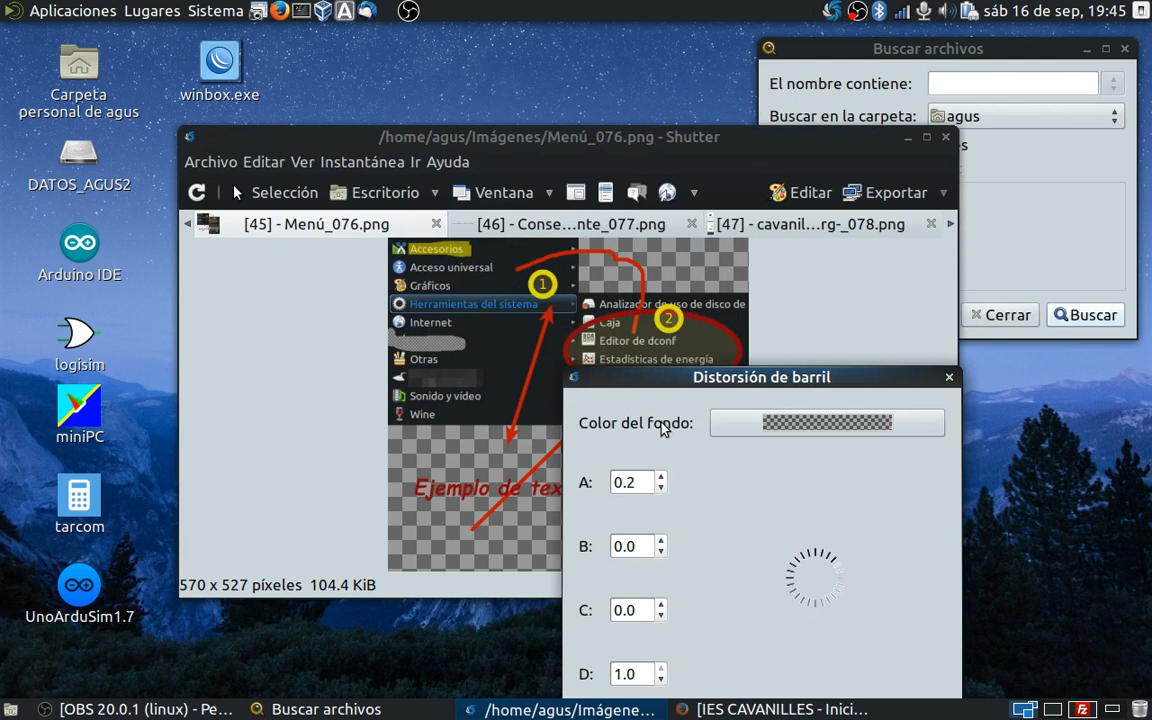 Aplicaciones Lugares Sistema
sáb 16 de sep, 19:45
Carpeta
personal de agus
winbox.exe
DATOS_AGUS2
Arduino IDE
logisim
miniPC
tarcom
UnoArduSim1.7
Buscar archivos
El nombre contiene:
Buscar en la carpeta: agus
Cerrar Buscar
/home/agus/Imágenes/Menú_076.png - Shutter
Archivo Editar Ver Instantánea Ir Ayuda
Selección Escritorio Ventana Editar Exportar
[45] - Menú_076.png [46] - Conse...nte_077.png [47] - cavanil...rg-_078.png
Accesorios
Acceso universal
Gráficos
Herramientas del sistema
Internet
Otras
Sonido y vídeo
Wine
1
Analizador de uso de disco de
2
Caja
Editor de dconf
Estadísticas de energía
Ejemplo de tex
570 x 527 píxeles 104.4 KiB
Distorsión de barril
Color del fondo:
A: 0.2
B: 0.0
C: 0.0
D: 1.0
[OBS 20.0.1 (linux) - Pe... Buscar archivos /home/agus/Imágene... [IES CAVANILLES - Inici...